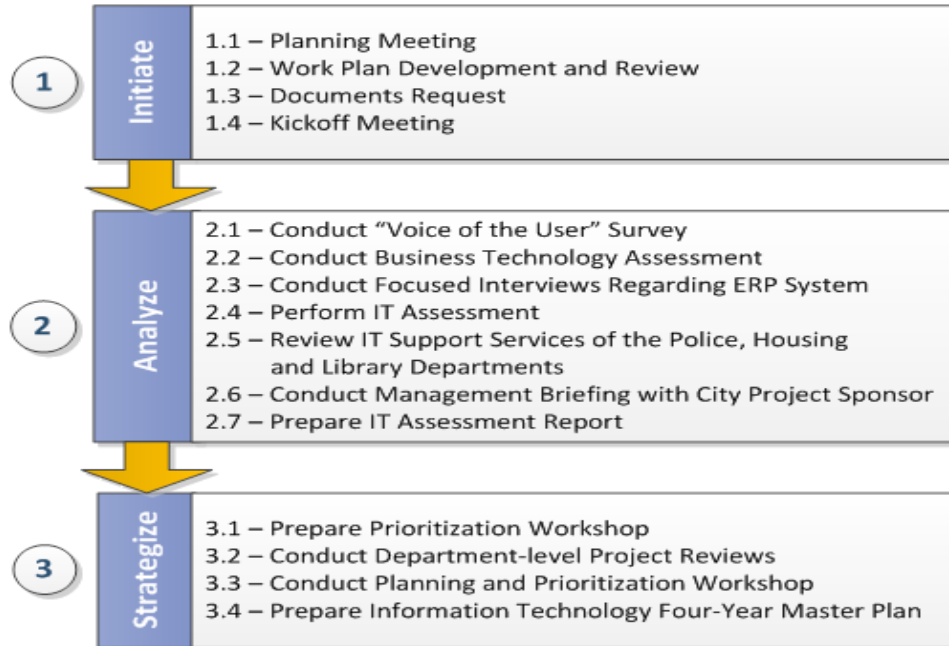 1
Initiate
1.1 – Planning Meeting
1.2 – Work Plan Development and Review
1.3 – Documents Request
1.4 – Kickoff Meeting
2
Analyze
2.1 – Conduct “Voice of the User” Survey
2.2 – Conduct Business Technology Assessment
2.3 – Conduct Focused Interviews Regarding ERP System
2.4 – Perform IT Assessment
2.5 – Review IT Support Services of the Police, Housing
and Library Departments
2.6 – Conduct Management Briefing with City Project Sponsor
2.7 – Prepare IT Assessment Report
3
Strategize
3.1 – Prepare Prioritization Workshop
3.2 – Conduct Department-level Project Reviews
3.3 – Conduct Planning and Prioritization Workshop
3.4 – Prepare Information Technology Four-Year Master Plan